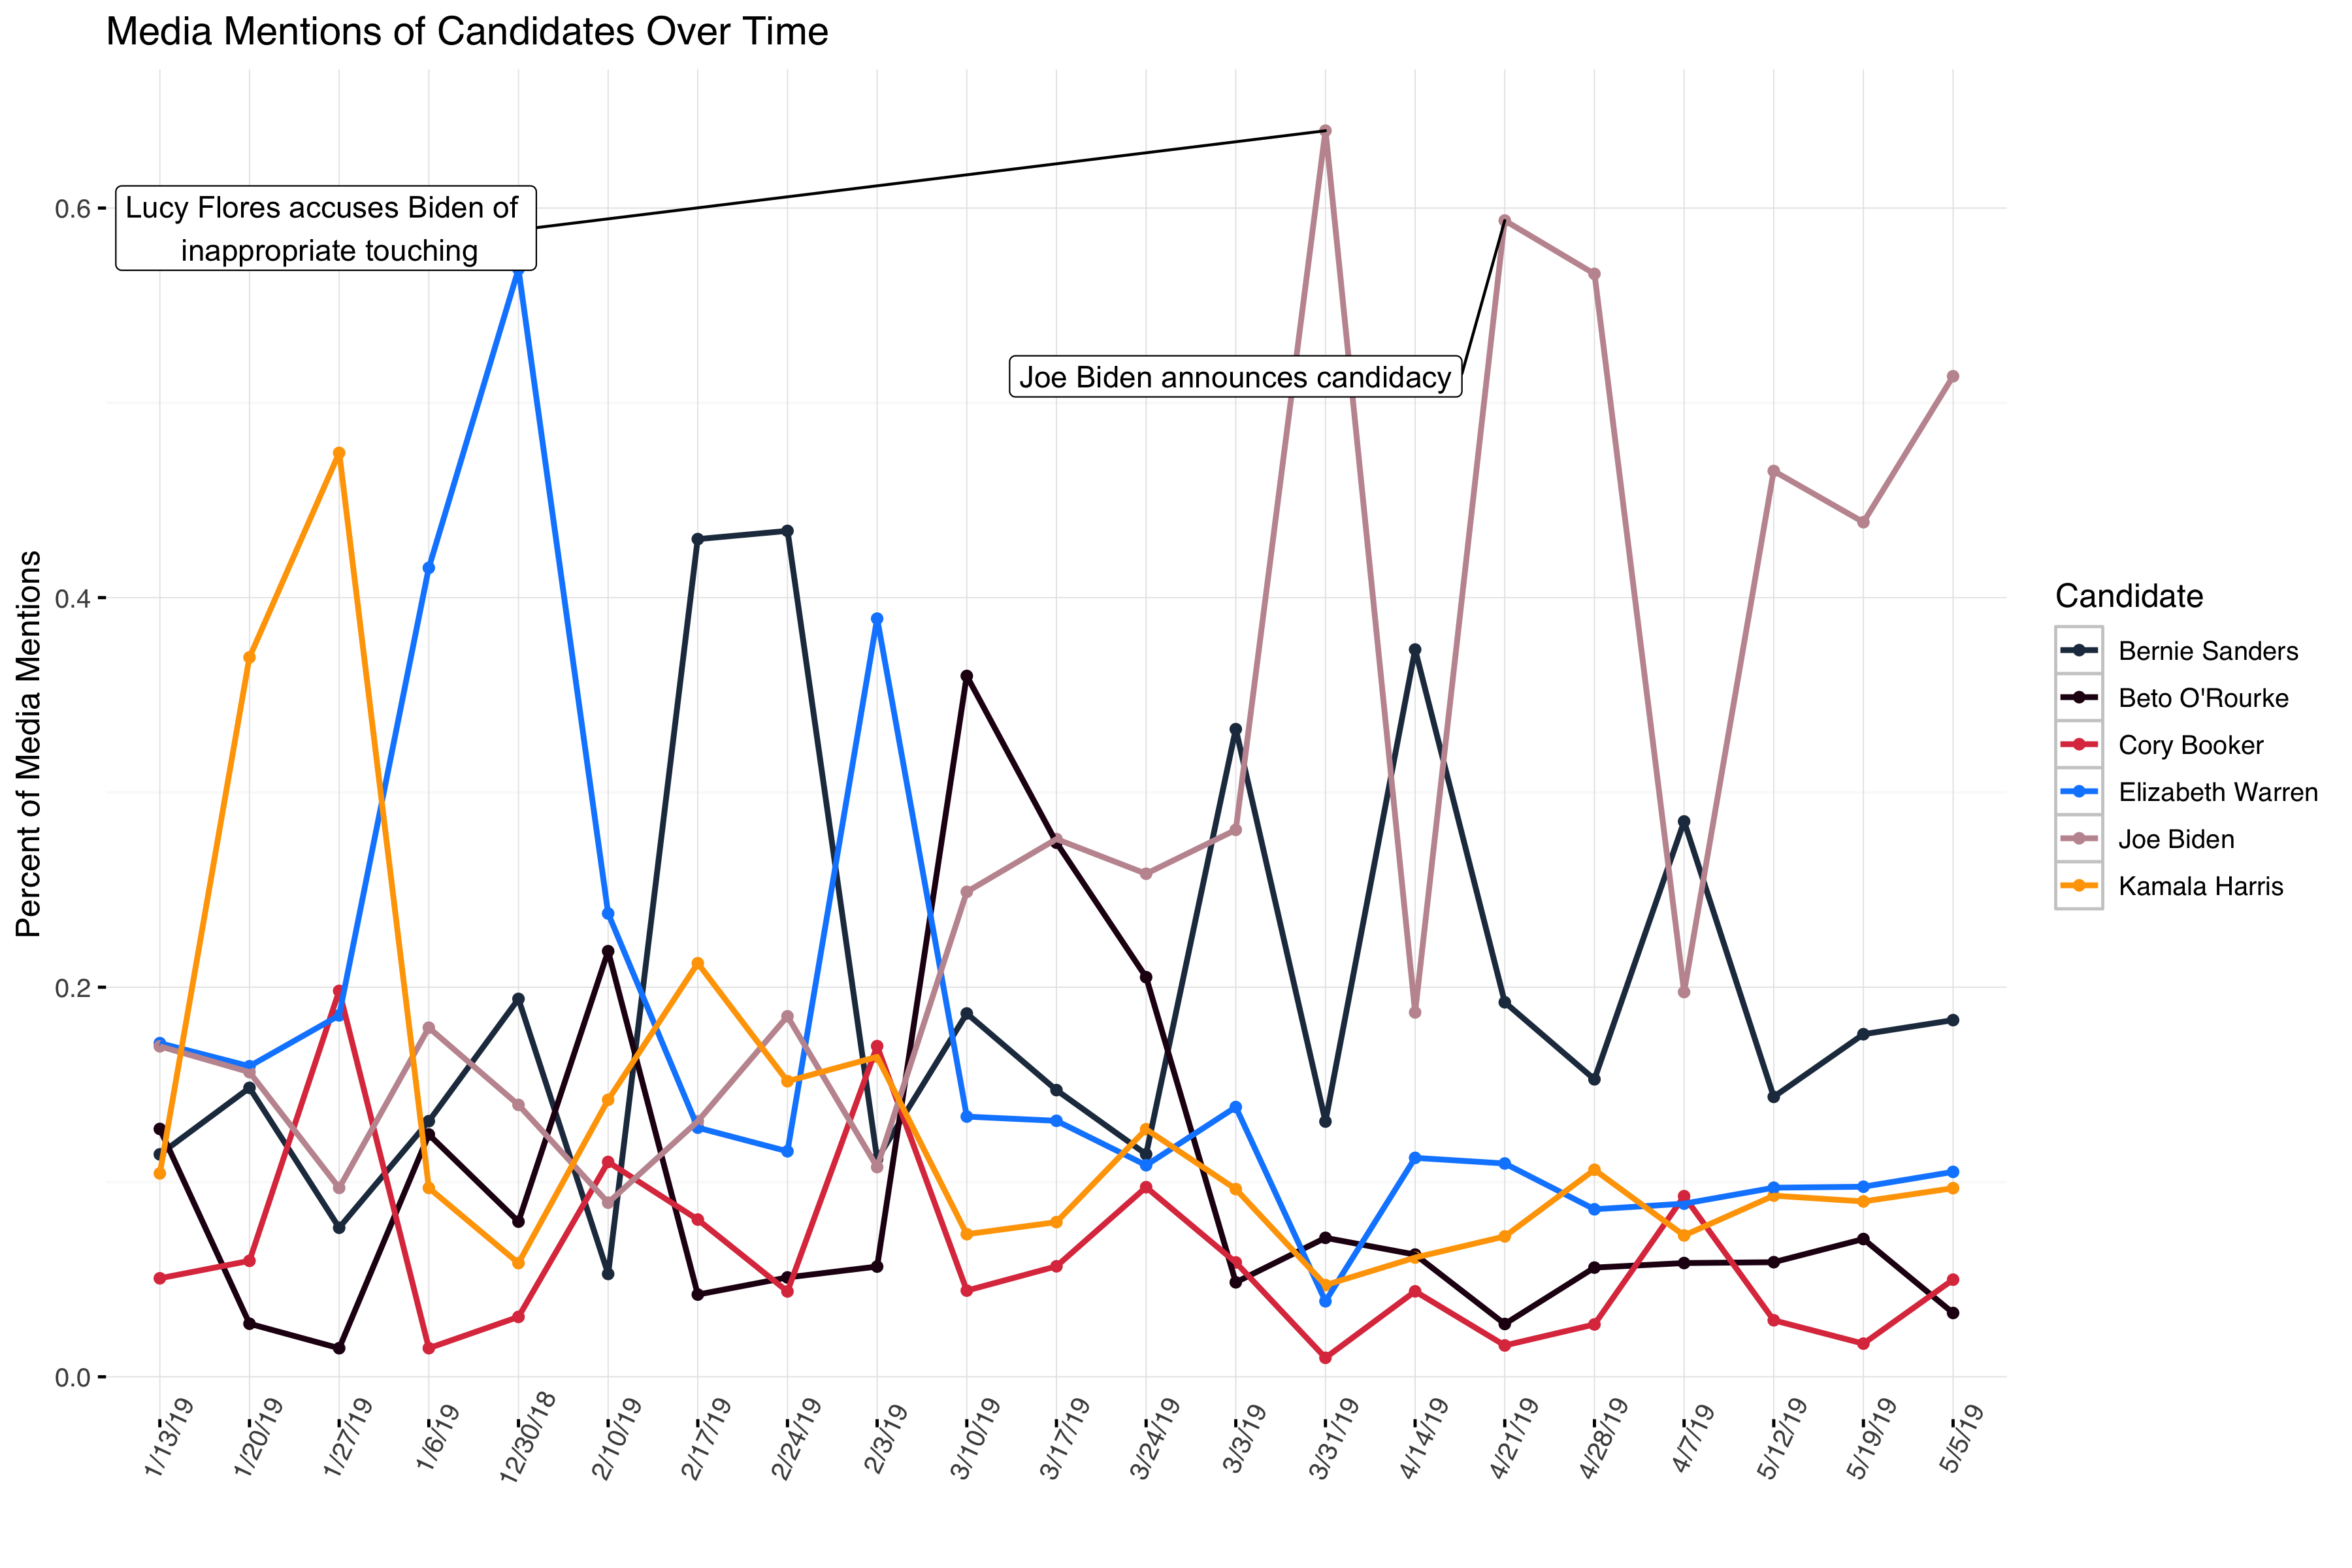 Media Mentions of Candidates Over Time
Percent of Media Mentions
0.6
0.4
0.2
0.0
Lucy Flores accuses Biden of
inappropriate touching
Joe Biden announces candidacy
1/13/19
1/20/19
1/27/19
1/6/19
12/30/18
2/10/19
2/17/19
2/24/19
2/3/19
3/10/19
3/17/19
3/24/19
3/3/19
3/31/19
4/14/19
4/21/19
4/28/19
4/7/19
5/12/19
5/19/19
5/5/19
Candidate
Bernie Sanders
Beto O'Rourke
Cory Booker
Elizabeth Warren
Joe Biden
Kamala Harris